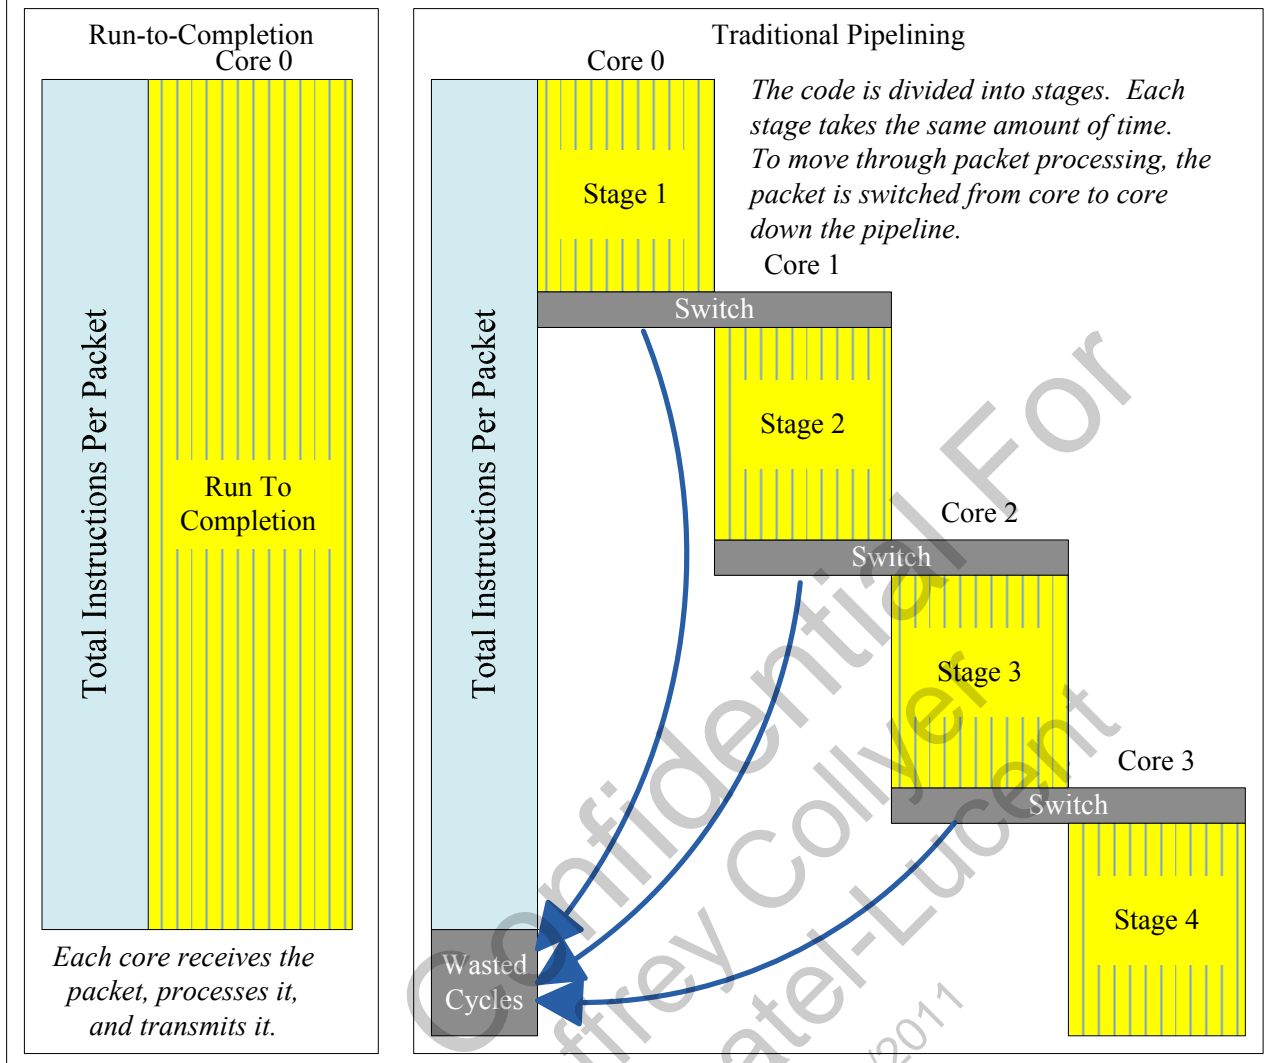 Run-to-Completion
Core 0
Total Instructions Per Packet
Run To
Completion
Each core receives the
packet, processes it,
and transmits it.
Traditional Pipelining
Core 0
The code is divided into stages. Each
stage takes the same amount of time.
To move through packet processing, the
packet is switched from core to core
down the pipeline.
Total Instructions Per Packet
Stage 1
Core 1
Switch
Stage 2
Core 2
Switch
Stage 3
Core 3
Switch
Stage 4
Wasted
Cycles
Confidential For
ffrey Collyer
atel-Lucent
/2011